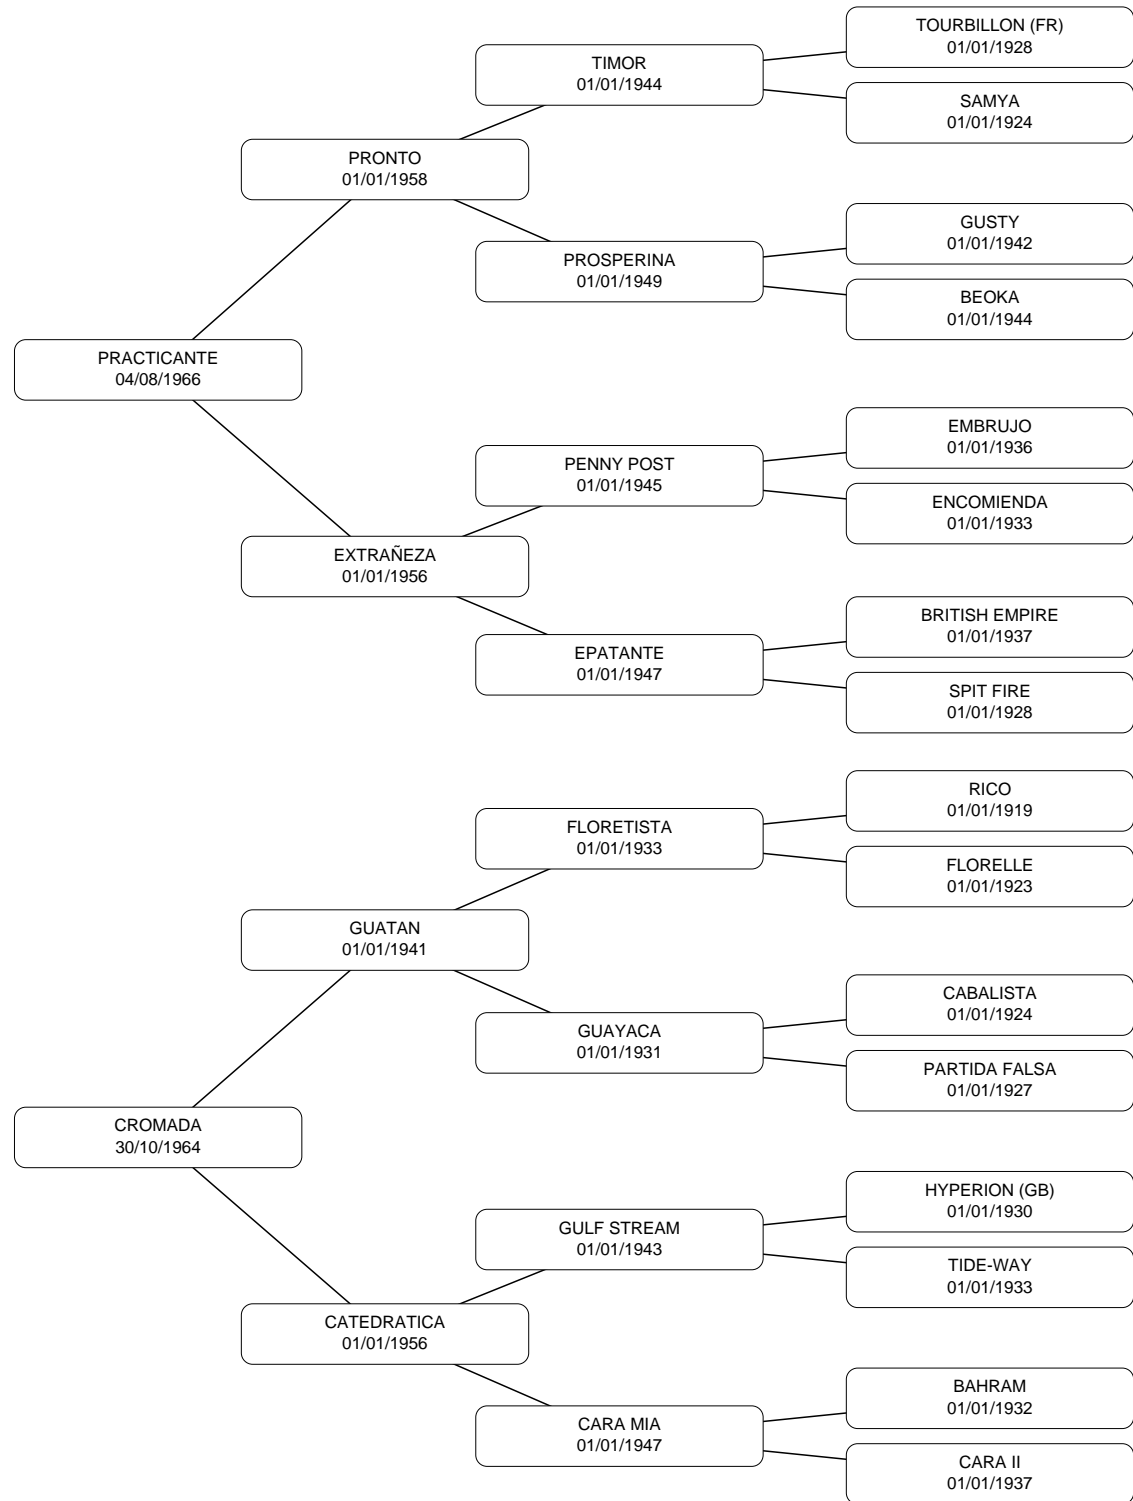 TOURBILLON (FR)
01/01/1928
TIMOR
01/01/1944
SAMYA
01/01/1924
PRONTO
01/01/1958
GUSTY
01/01/1942
PROSPERINA
01/01/1949
BEOKA
01/01/1944
PRACTICANTE
04/08/1966
EMBRUJO
01/01/1936
PENNY POST
01/01/1945
ENCOMIENDA
01/01/1933
EXTRAÑEZA
01/01/1956
BRITISH EMPIRE
01/01/1937
EPATANTE
01/01/1947
SPIT FIRE
01/01/1928
RICO
01/01/1919
FLORETISTA
01/01/1933
FLORELLE
01/01/1923
GUATAN
01/01/1941
CABALISTA
01/01/1924
GUAYACA
01/01/1931
PARTIDA FALSA
01/01/1927
CROMADA
30/10/1964
HYPERION (GB)
01/01/1930
GULF STREAM
01/01/1943
TIDE-WAY
01/01/1933
CATEDRATICA
01/01/1956
BAHRAM
01/01/1932
CARA MIA
01/01/1947
CARA II
01/01/1937